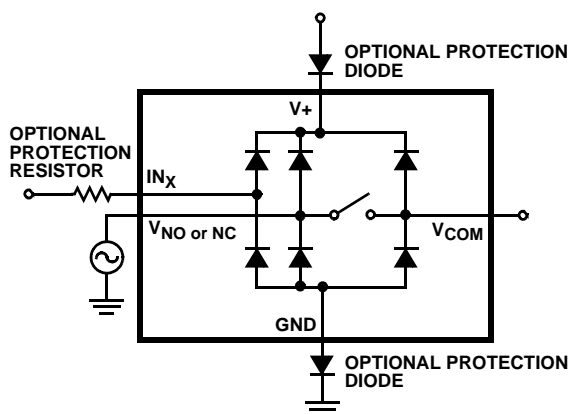 OPTIONAL PROTECTION
DIODE
V+
OPTIONAL
PROTECTION
RESISTOR
INX
VNO or NC
VCOM
GND
OPTIONAL PROTECTION
DIODE